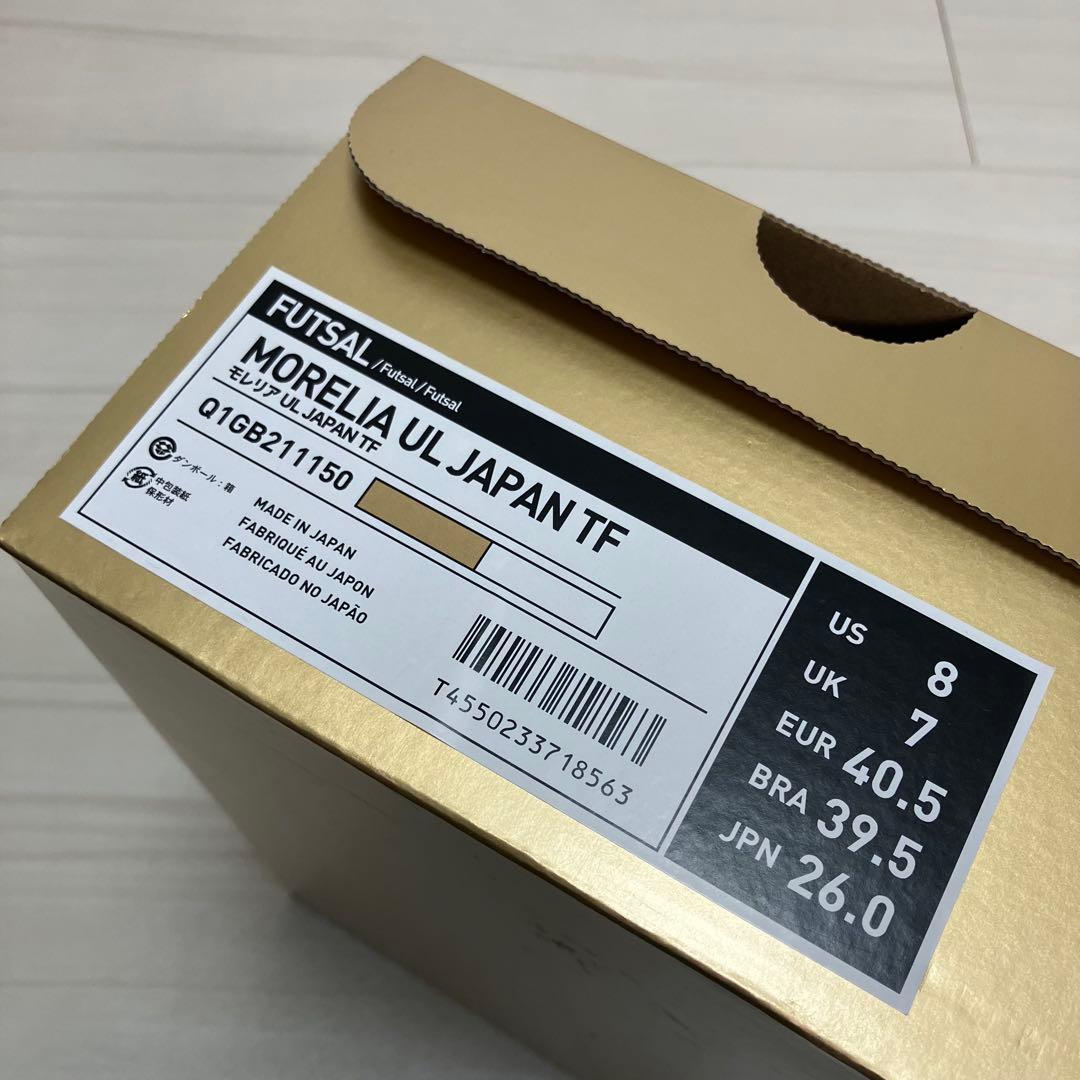 FUTSAL/Futsal/Futsal
MORELIA UL JAPAN TF
モレリア UL JAPAN TF
Q1GB211150
ダンボール:箱
紙 中包装紙
保形材
MADE IN JAPAN
FABRIQUÉ AU JAPON
FABRICADO NO JAPÃO
T4550233718563
US 8
UK 7
EUR 40.5
BRA 39.5
JPN 26.0